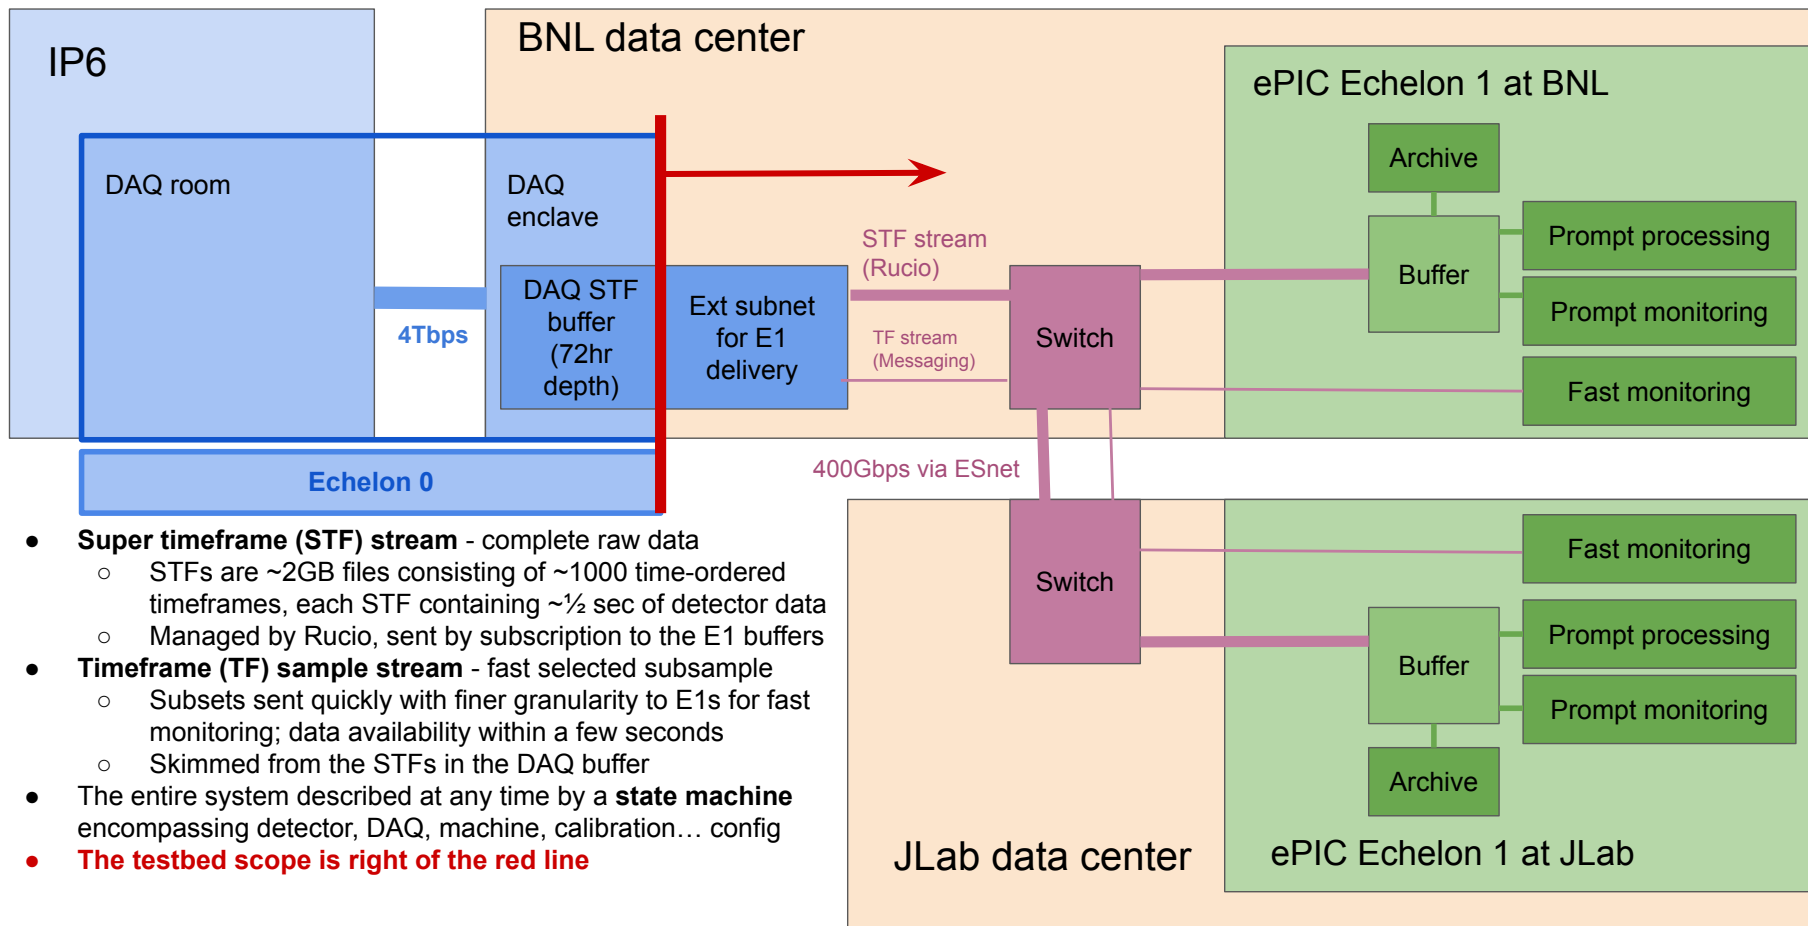 IP6
BNL data center
ePIC Echelon 1 at BNL
DAQ room
DAQ
enclave
Archive
STF stream
(Rucio)
Prompt processing
Buffer
DAQ STF
buffer
(72hr
depth)
Ext subnet
for E1
delivery
4Tbps
TF stream
(Messaging)
Switch
Prompt monitoring
Fast monitoring
Echelon 0
400Gbps via ESnet
● Super timeframe (STF) stream - complete raw data
○ STFs are ~2GB files consisting of ~1000 time-ordered
timeframes, each STF containing ~½ sec of detector data
○ Managed by Rucio, sent by subscription to the E1 buffers
● Timeframe (TF) sample stream - fast selected subsample
○ Subsets sent quickly with finer granularity to E1s for fast
monitoring; data availability within a few seconds
○ Skimmed from the STFs in the DAQ buffer
● The entire system described at any time by a state machine
encompassing detector, DAQ, machine, calibration… config
● The testbed scope is right of the red line
Switch
Fast monitoring
Prompt processing
Buffer
Prompt monitoring
Archive
JLab data center
ePIC Echelon 1 at JLab